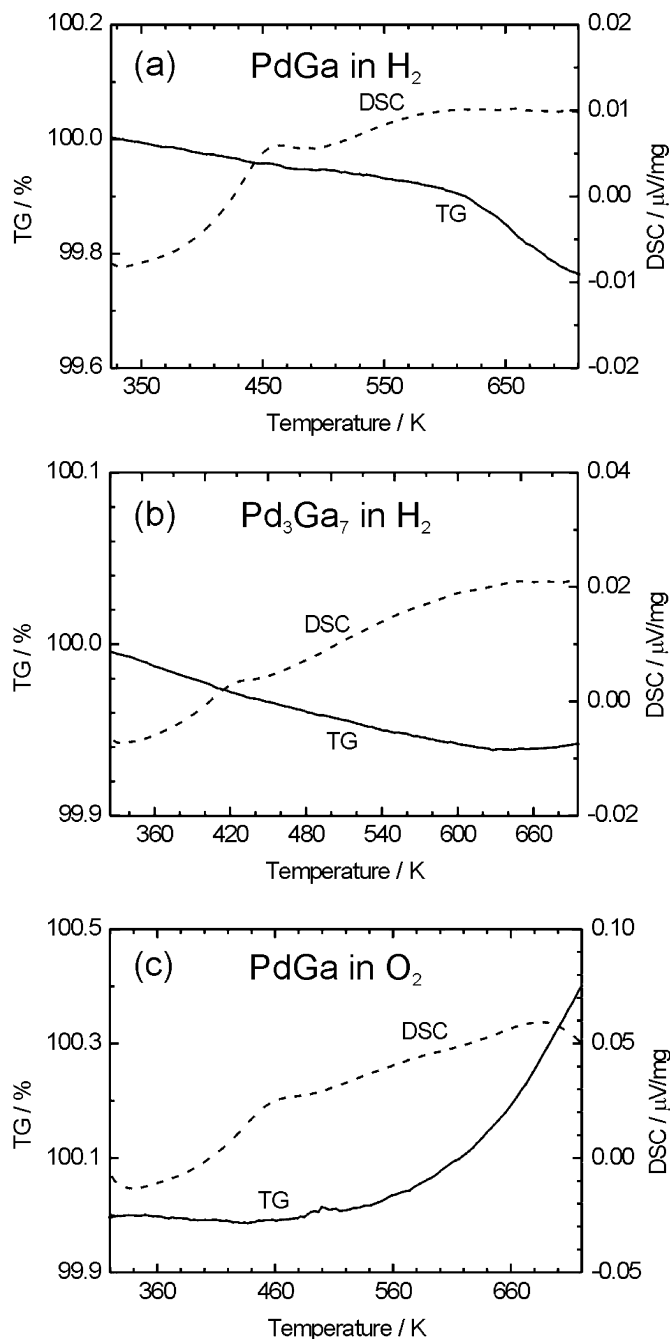 100.2
0.02
(a)
PdGa in H₂
DSC
100.0
0.01
TG / %
0.00
DSC / µV/mg
TG
99.8
-0.01
99.6
-0.02
350 450 550 650
Temperature / K
100.1
0.04
(b)
Pd₃Ga₇ in H₂
0.02
TG / %
100.0
DSC
DSC / µV/mg
0.00
TG
99.9
-0.02
360 420 480 540 600 660
Temperature / K
100.5
0.10
(c)
PdGa in O₂
DSC
100.3
0.05
TG / %
DSC / µV/mg
100.1
0.00
TG
99.9
-0.05
360 460 560 660
Temperature / K